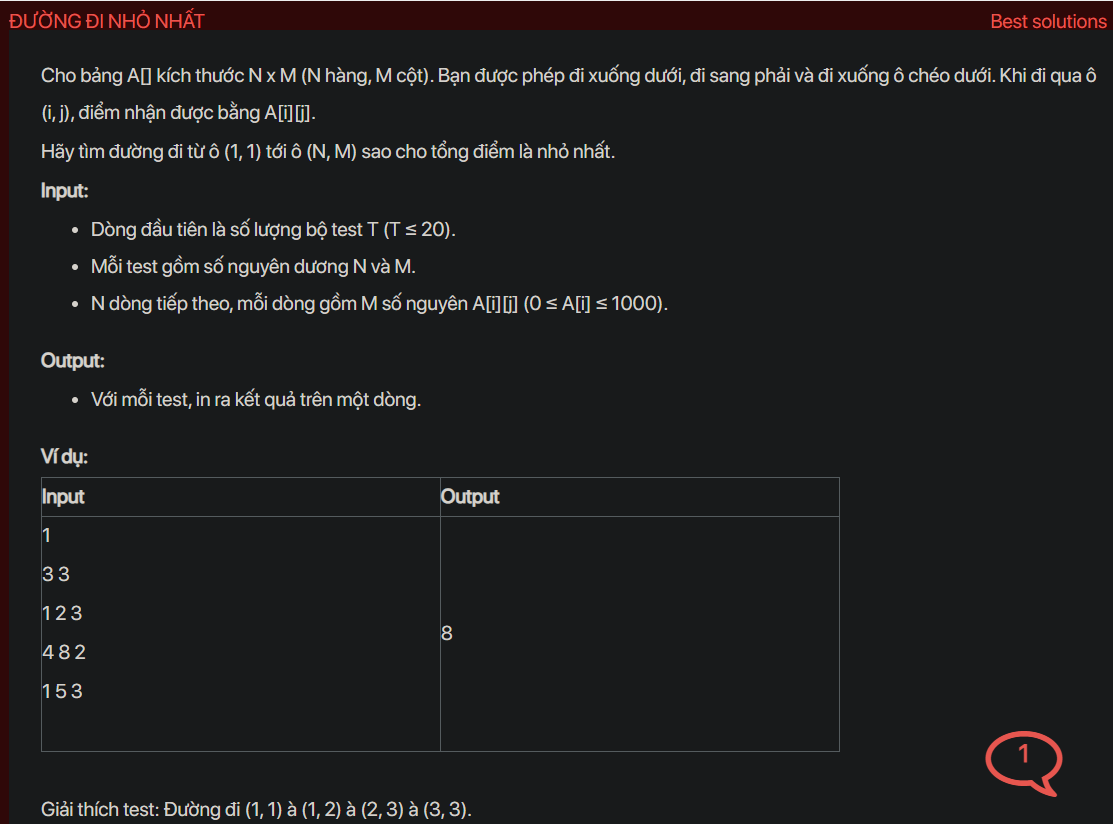 ĐƯỜNG ĐI NHỎ NHẤT
Best solutions
Cho bảng A[] kích thước N x M (N hàng, M cột). Bạn được phép đi xuống dưới, đi sang phải và đi xuống ô chéo dưới. Khi đi qua ô
(i, j), điểm nhận được bằng A[i][j].
Hãy tìm đường đi từ ô (1, 1) tới ô (N, M) sao cho tổng điểm là nhỏ nhất.
Input:
• Dòng đầu tiên là số lượng bộ test T (T ≤ 20).
• Mỗi test gồm số nguyên dương N và M.
• N dòng tiếp theo, mỗi dòng gồm M số nguyên A[i][j] (0 ≤ A[i] ≤ 1000).
Output:
• Với mỗi test, in ra kết quả trên một dòng.
Ví dụ:
Input
Output
1
3 3
1 2 3
4 8 2
1 5 3
8
1
Giải thích test: Đường đi (1, 1) à (1, 2) à (2, 3) à (3, 3).